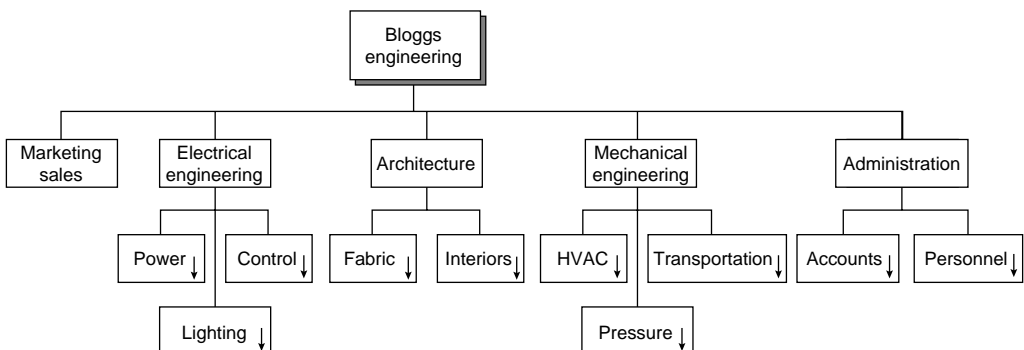 Bloggs
engineering
Marketing
sales
Electrical
engineering
Architecture
Mechanical
engineering
Administration
Power
Control
Fabric
Interiors
HVAC
Transportation
Accounts
Personnel
Lighting
Pressure